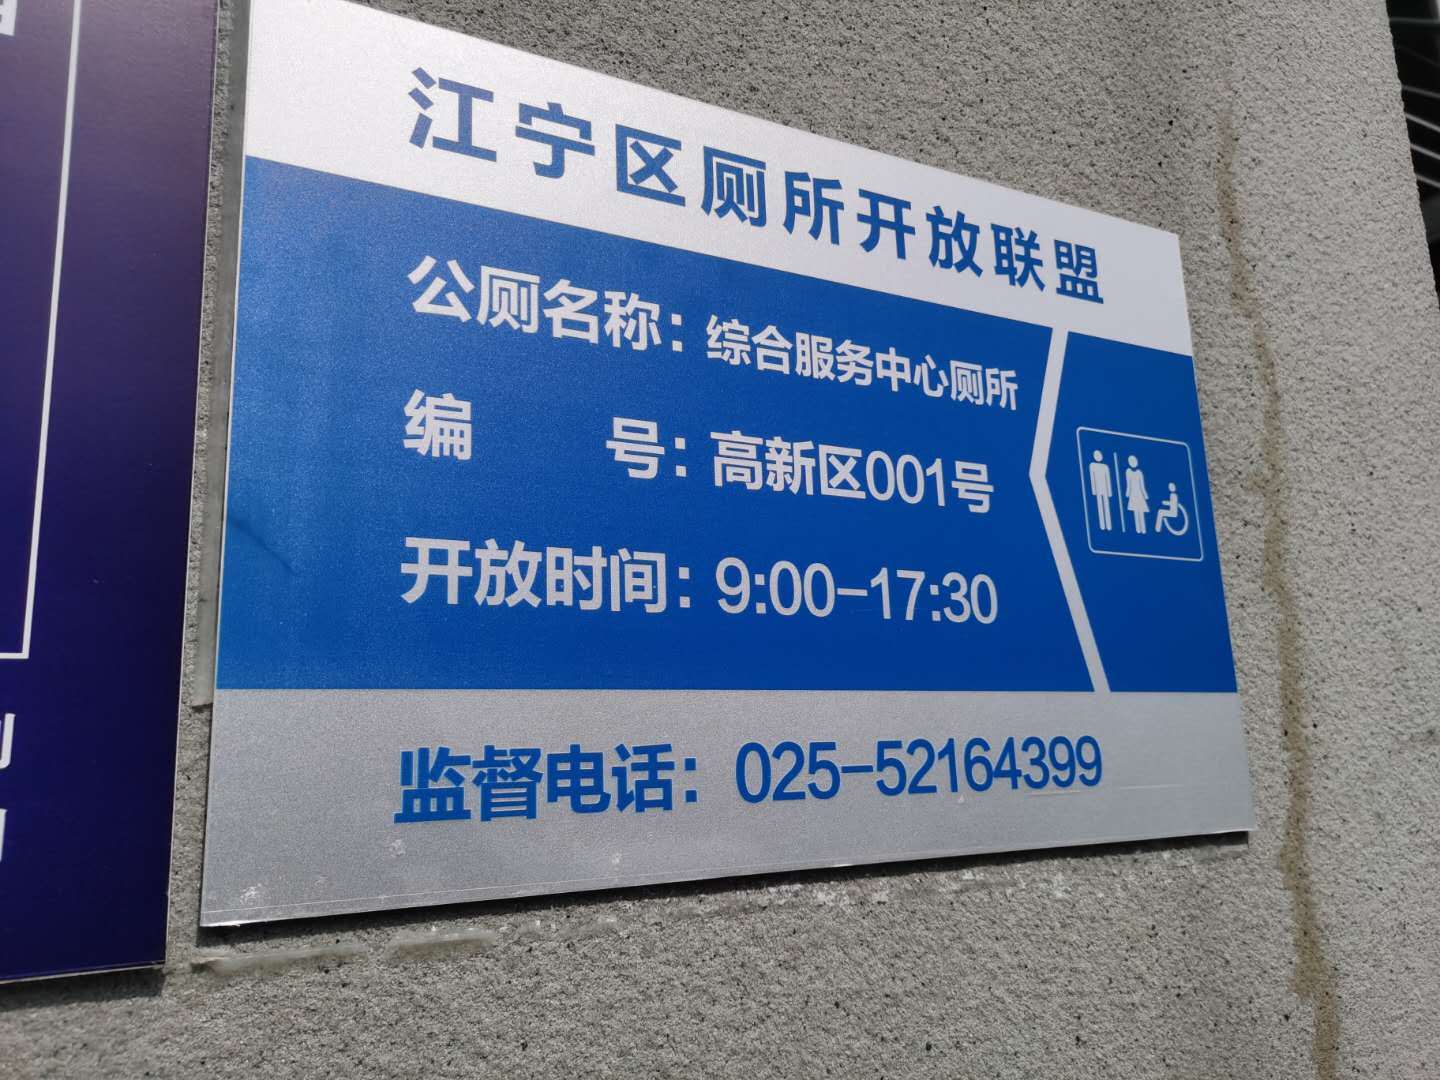 江宁区厕所开放联盟
公厕名称：综合服务中心厕所
编 号：高新区001号
开放时间：9:00-17:30
监督电话：025-52164399